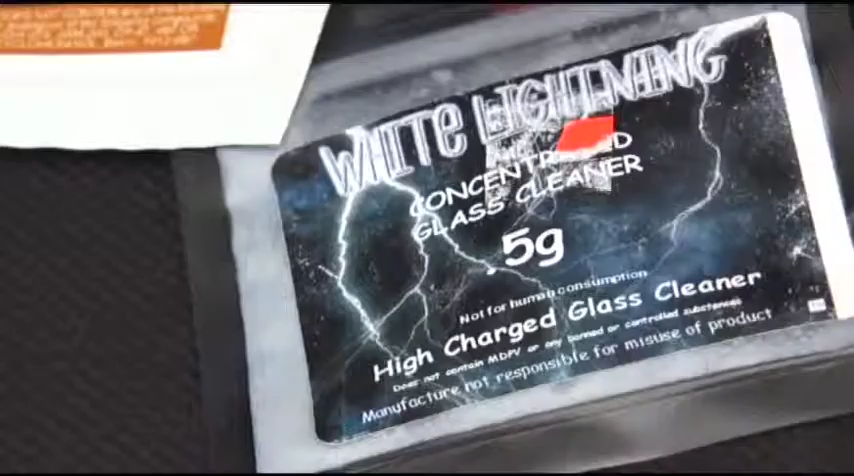 WHITE LIGHTNING
CONCENTRATED
GLASS CLEANER
.5g
Not for human consumption
High Charged Glass Cleaner
Does not contain MDPV or any banned or controlled substances
Manufacture not responsible for misuse of product